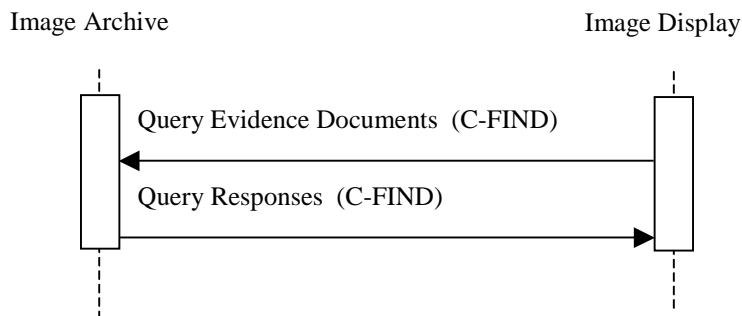 Image Archive
Image Display
Query Evidence Documents (C-FIND)
Query Responses (C-FIND)